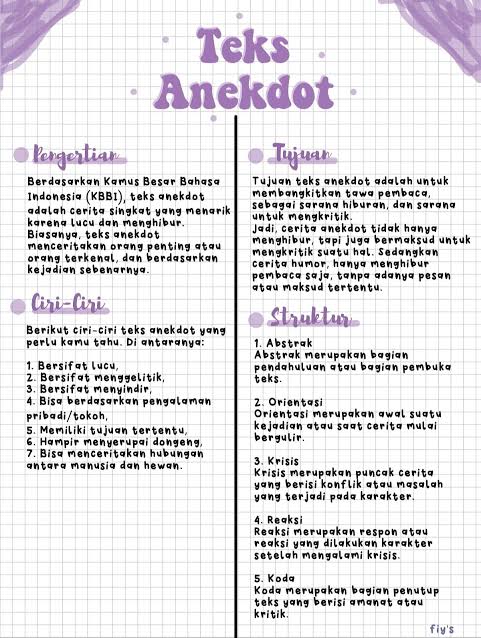 Teks
Anekdot
Pengertian
Berdasarkan Kamus Besar Bahasa
Indonesia (KBBI), teks anekdot
adalah cerita singkat yang menarik
karena lucu dan menghibur.
Biasanya, teks anekdot
menceritakan orang penting atau
orang terkenal, dan berdasarkan
kejadian sebenarnya.
Ciri-Ciri
Berikut ciri-ciri teks anekdot yang
perlu kamu tahu. Di antaranya:
1. Bersifat lucu,
2. Bersifat menggelitik,
3. Bersifat menyindir,
4. Bisa berdasarkan pengalaman
pribadi/tokoh,
5. Memiliki tujuan tertentu,
6. Hampir menyerupai dongeng,
7. Bisa menceritakan hubungan
antara manusia dan hewan.
Tujuan
Tujuan teks anekdot adalah untuk
membangkitkan tawa pembaca,
sebagai sarana hiburan, dan sarana
untuk mengkritik.
Jadi, cerita anekdot tidak hanya
menghibur, tapi juga bermaksud untuk
mengkritik suatu hal. Sedangkan
cerita humor, hanya menghibur
pembaca saja, tanpa adanya pesan
atau maksud tertentu.
Struktur
1. Abstrak
Abstrak merupakan bagian
pendahuluan atau bagian pembuka
teks.
2. Orientasi
Orientasi merupakan awal suatu
kejadian atau saat cerita mulai
bergulir.
3. Krisis
Krisis merupakan puncak cerita
yang berisi konflik atau masalah
yang terjadi pada karakter.
4. Reaksi
Reaksi merupakan respon atau
reaksi yang dilakukan karakter
setelah mengalami krisis.
5. Koda
Koda merupakan bagian penutup
teks yang berisi amanat atau
kritik.
fiy's